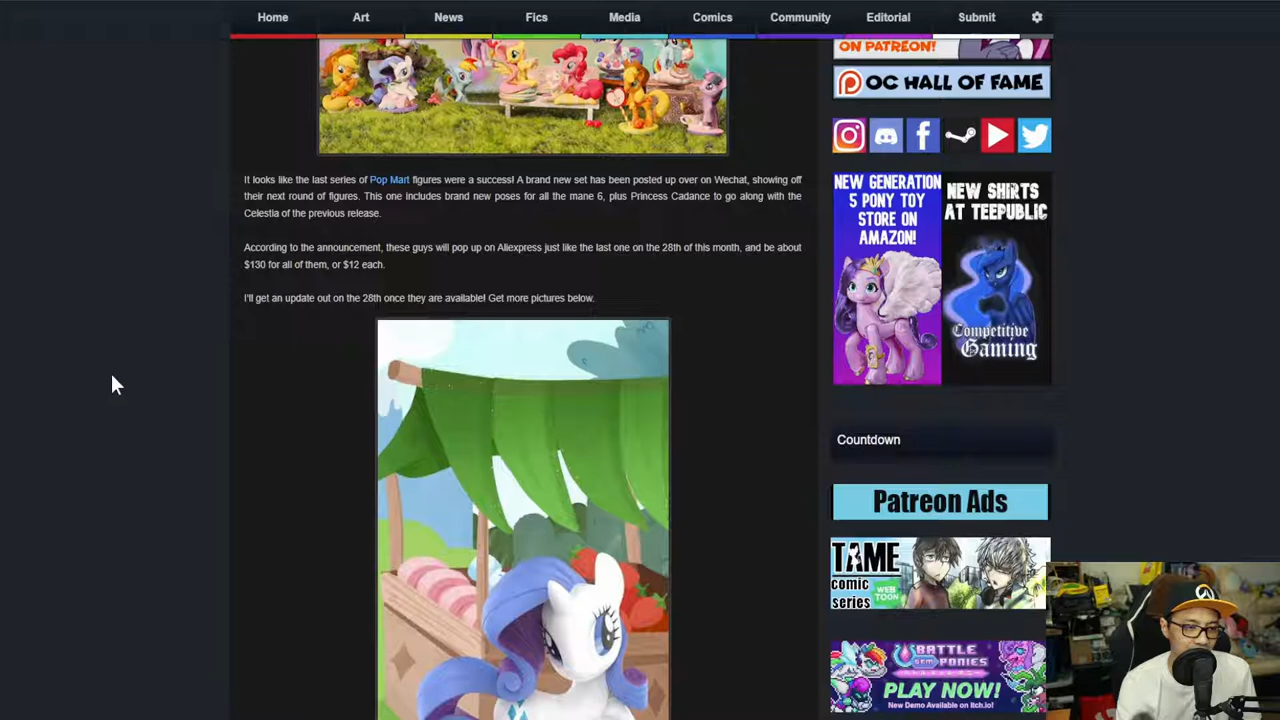 Home Art News Fics Media Comics Community Editorial Submit
ON PATREON!
OC HALL OF FAME
It looks like the last series of Pop Mart figures were a success! A brand new set has been posted up over on Wechat, showing off
their next round of figures. This one includes brand new poses for all the mane 6, plus Princess Cadance to go along with the
Celestia of the previous release.
According to the announcement, these guys will pop up on Aliexpress just like the last one on the 28th of this month, and be about
$130 for all of them, or $12 each.
I'll get an update out on the 28th once they are available! Get more pictures below.
NEW GENERATION
5 PONY TOY
STORE ON
AMAZON!
NEW SHIRTS
AT TEEPUBLIC
Competitive
Gaming
Countdown
Patreon Ads
TAME
comic
series
WEB
TOON
BATTLE
GEM PONIES
PLAY NOW!
New Demo Available on Itch.io!